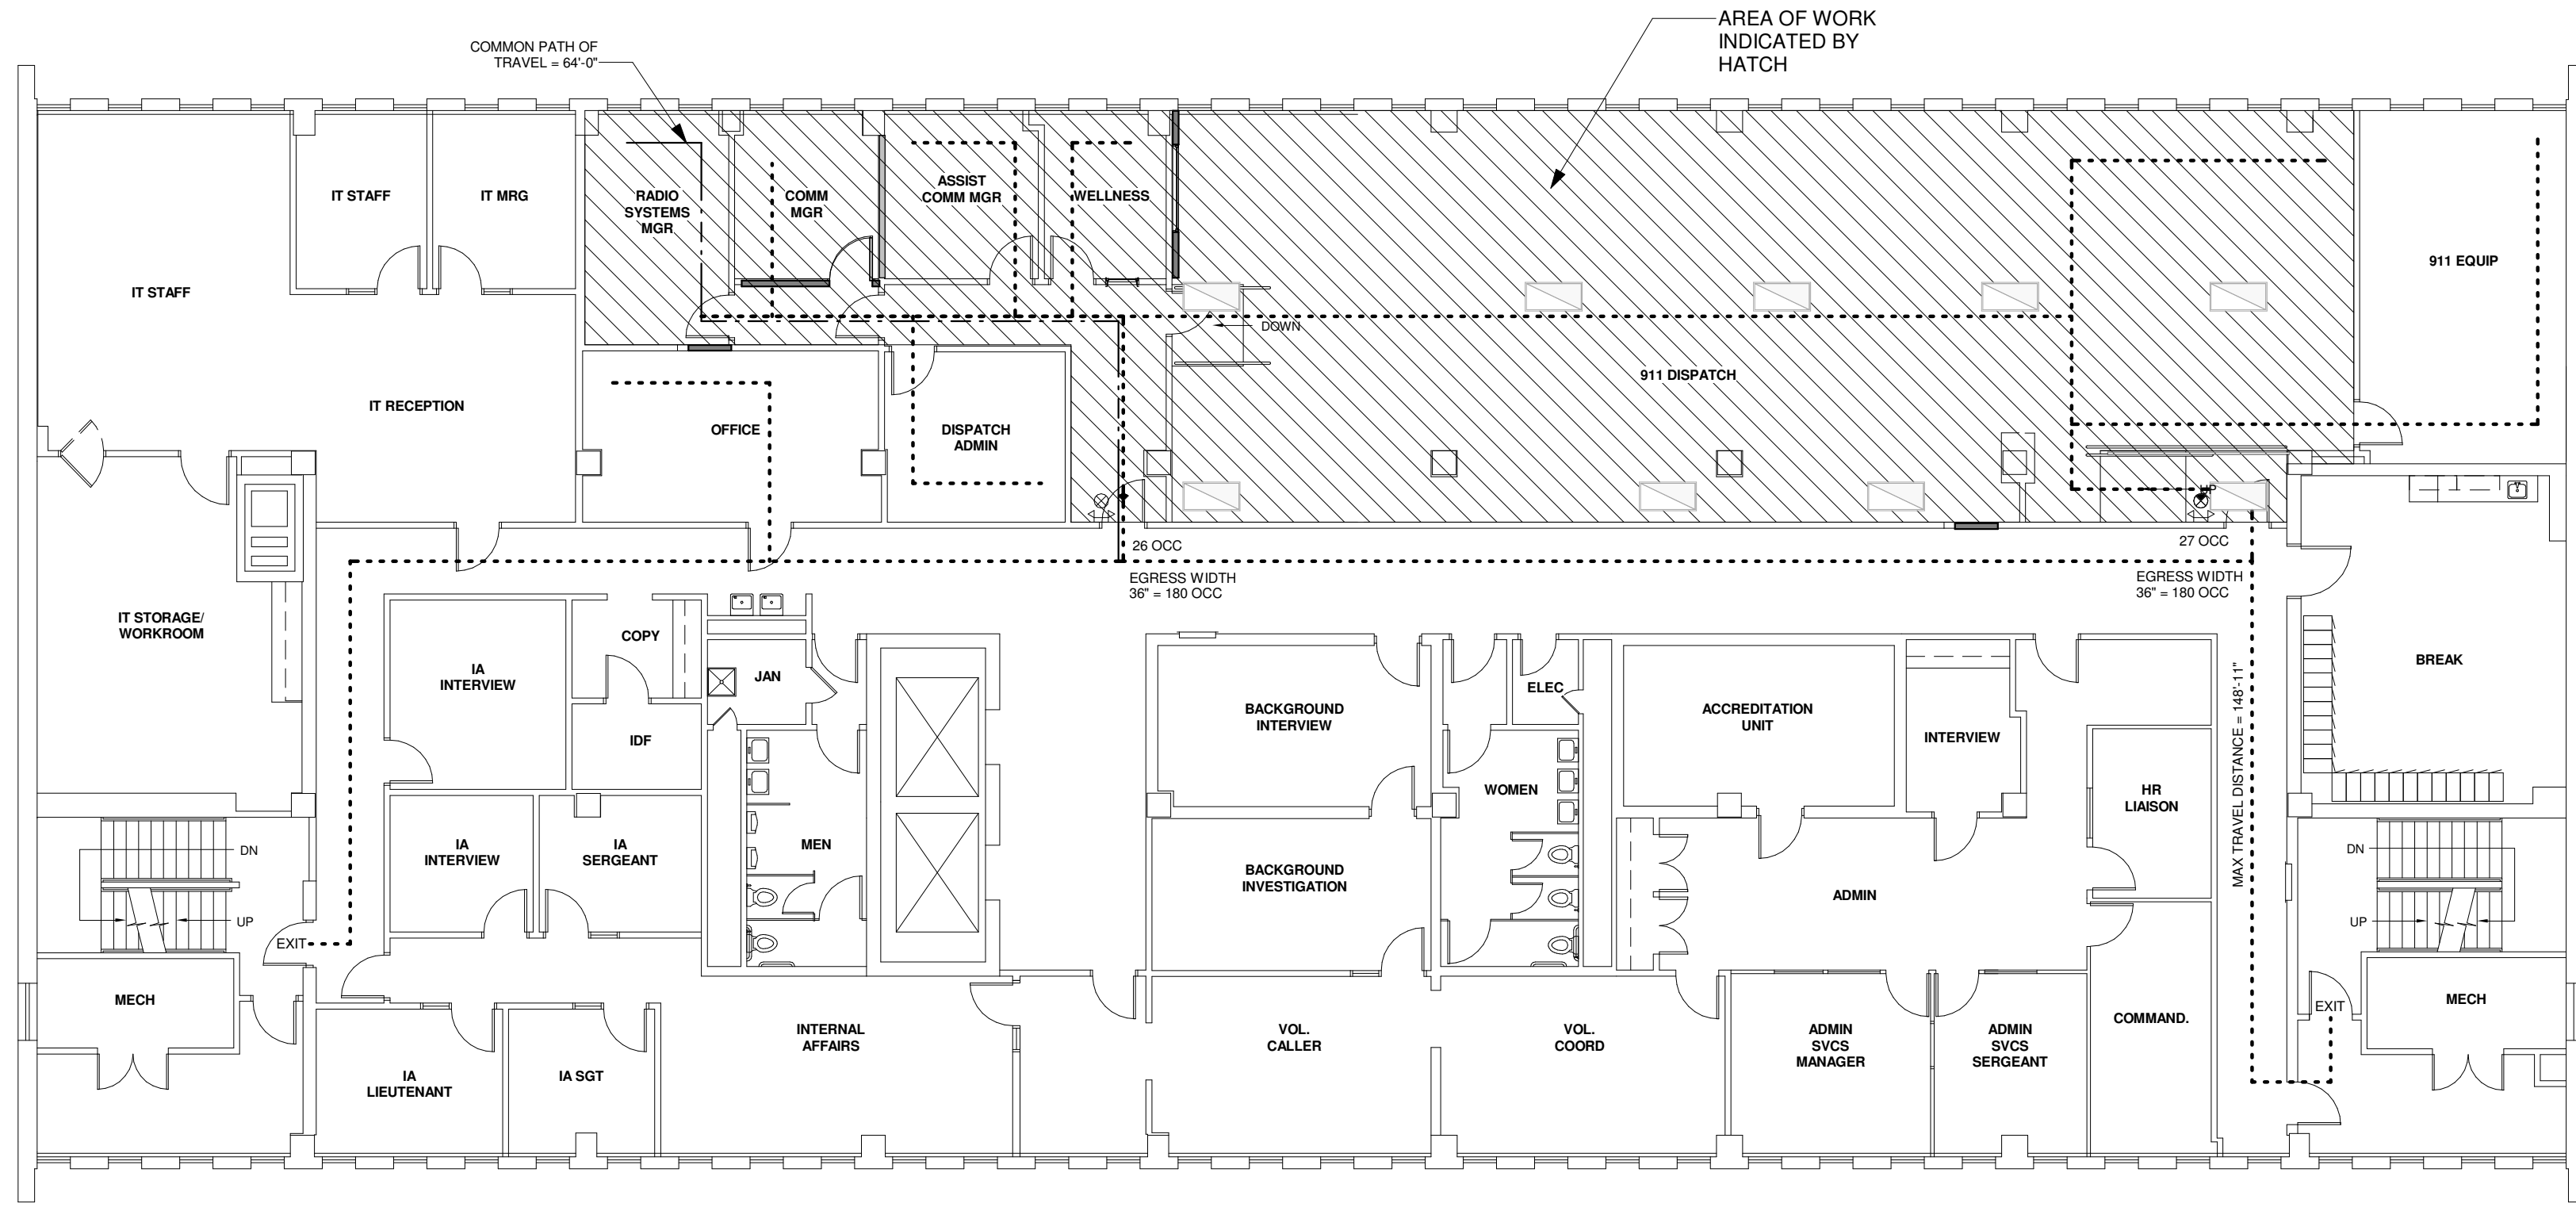 AREA OF WORK
INDICATED BY
HATCH
COMMON PATH OF
TRAVEL = 64'-0"
IT STAFF
IT MRG
RADIO
SYSTEMS
MGR
COMM
MGR
ASSIST
COMM MGR
WELLNESS
IT STAFF
911 EQUIP
DOWN
911 DISPATCH
IT RECEPTION
OFFICE
DISPATCH
ADMIN
26 OCC
27 OCC
EGRESS WIDTH
36" = 180 OCC
EGRESS WIDTH
36" = 180 OCC
IT STORAGE/
WORKROOM
COPY
IA
INTERVIEW
JAN
IDF
BACKGROUND
INTERVIEW
ELEC
ACCREDITATION
UNIT
INTERVIEW
BREAK
MAX TRAVEL DISTANCE = 148'-11"
WOMEN
HR
LIAISON
IA
INTERVIEW
IA
SERGEANT
MEN
DN
UP
EXIT
BACKGROUND
INVESTIGATION
ADMIN
DN
UP
EXIT
MECH
INTERNAL
AFFAIRS
VOL.
CALLER
VOL.
COORD
ADMIN
SVCS
MANAGER
ADMIN
SVCS
SERGEANT
COMMAND.
MECH
IA
LIEUTENANT
IA SGT